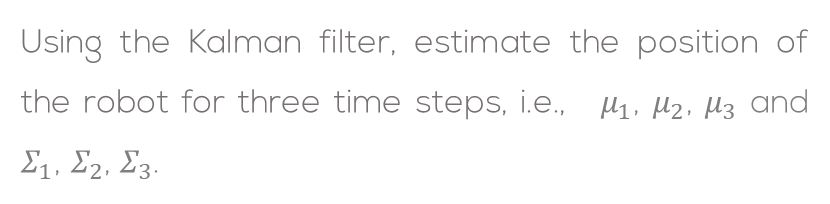 Using the Kalman filter, estimate the position of
the robot for three time steps, i.e., μ₁, μ₂, μ₃ and
Σ₁, Σ₂, Σ₃.